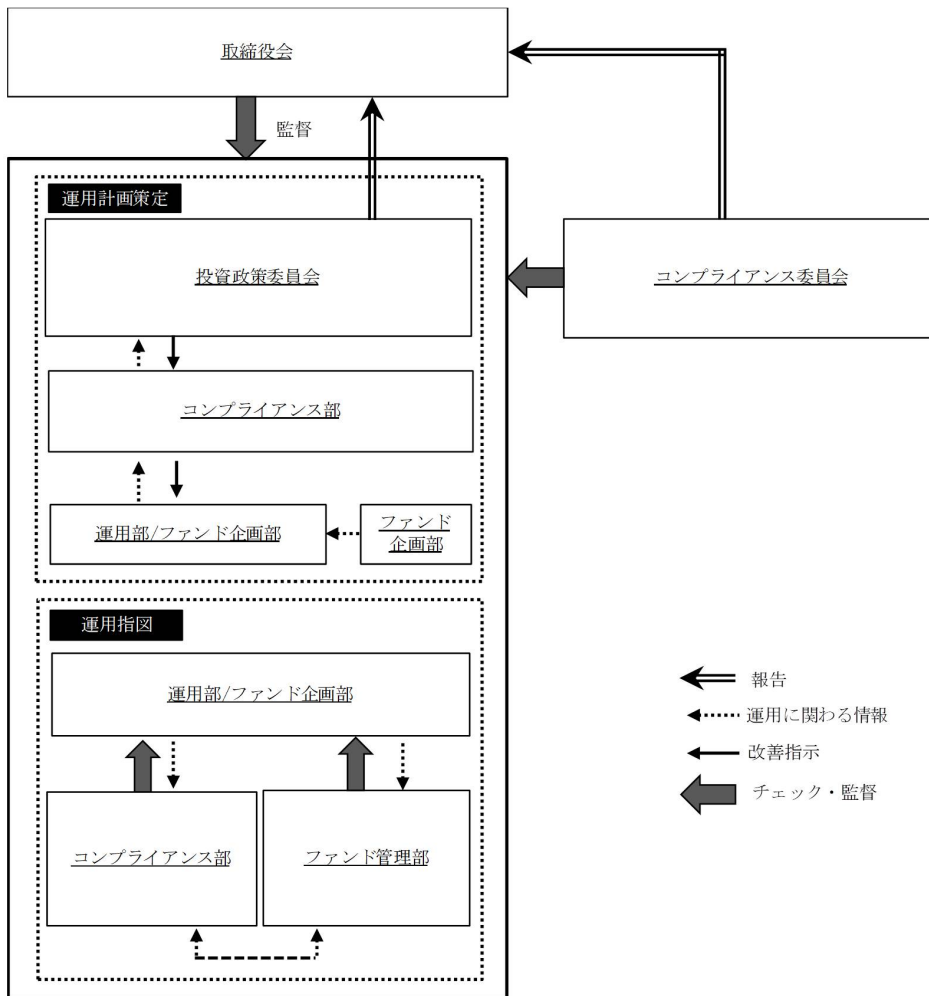 取締役会
監督
運用計画策定
投資政策委員会
コンプライアンス委員会
コンプライアンス部
運用部/ファンド企画部
ファンド
企画部
運用指図
運用部/ファンド企画部
コンプライアンス部
ファンド管理部
報告
運用に関わる情報
改善指示
チェック・監督